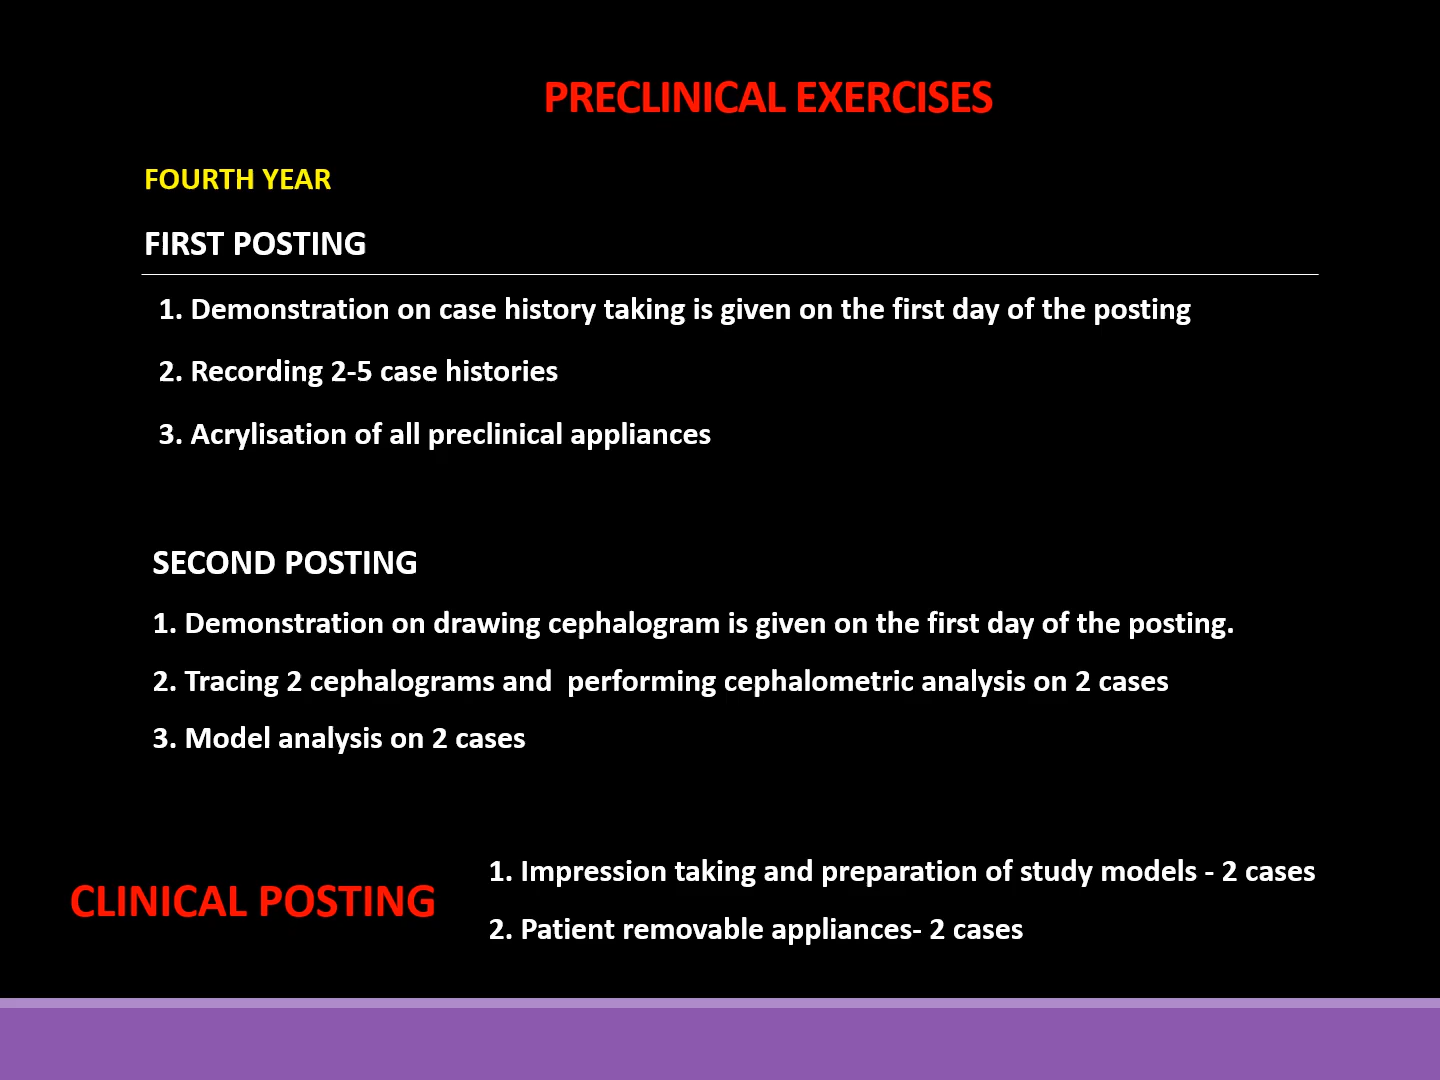 PRECLINICAL EXERCISES
FOURTH YEAR
FIRST POSTING
1. Demonstration on case history taking is given on the first day of the posting
2. Recording 2-5 case histories
3. Acrylisation of all preclinical appliances
SECOND POSTING
1. Demonstration on drawing cephalogram is given on the first day of the posting.
2. Tracing 2 cephalograms and  performing cephalometric analysis on 2 cases
3. Model analysis on 2 cases
CLINICAL POSTING
1. Impression taking and preparation of study models - 2 cases
2. Patient removable appliances- 2 cases